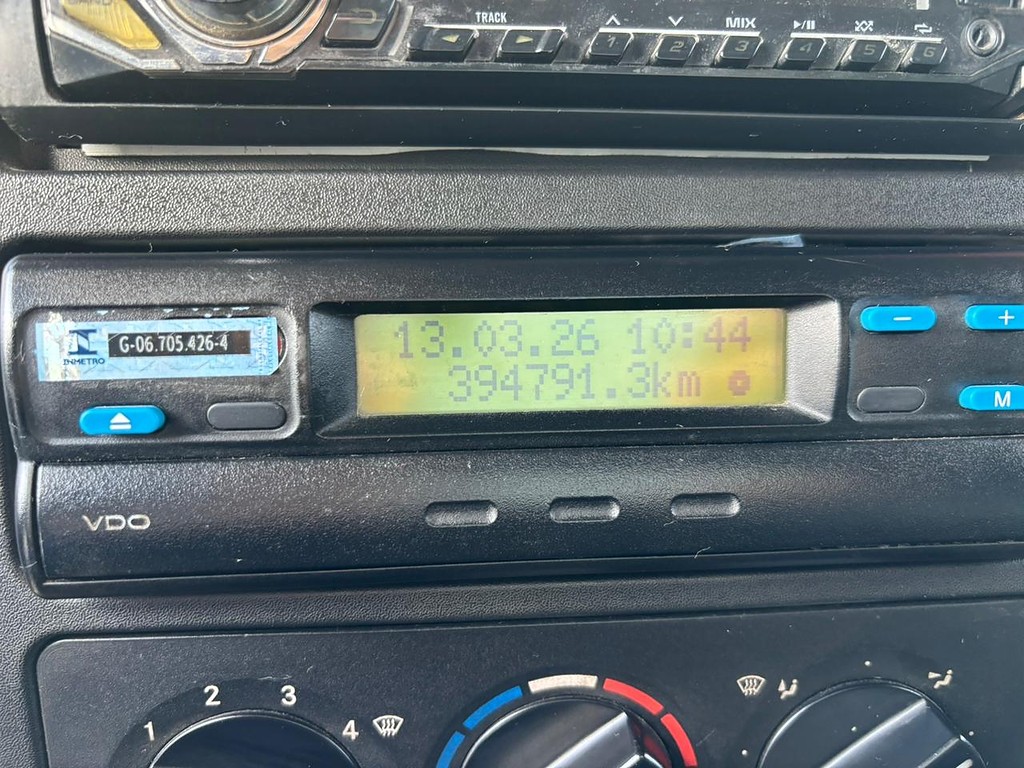 TRACK
MIX
1 2 3 4 5 6
G-06.705.426-4
INMETRO
13.03.26 10:44
394791.3km
- +
M
VDO
1 2 3 4